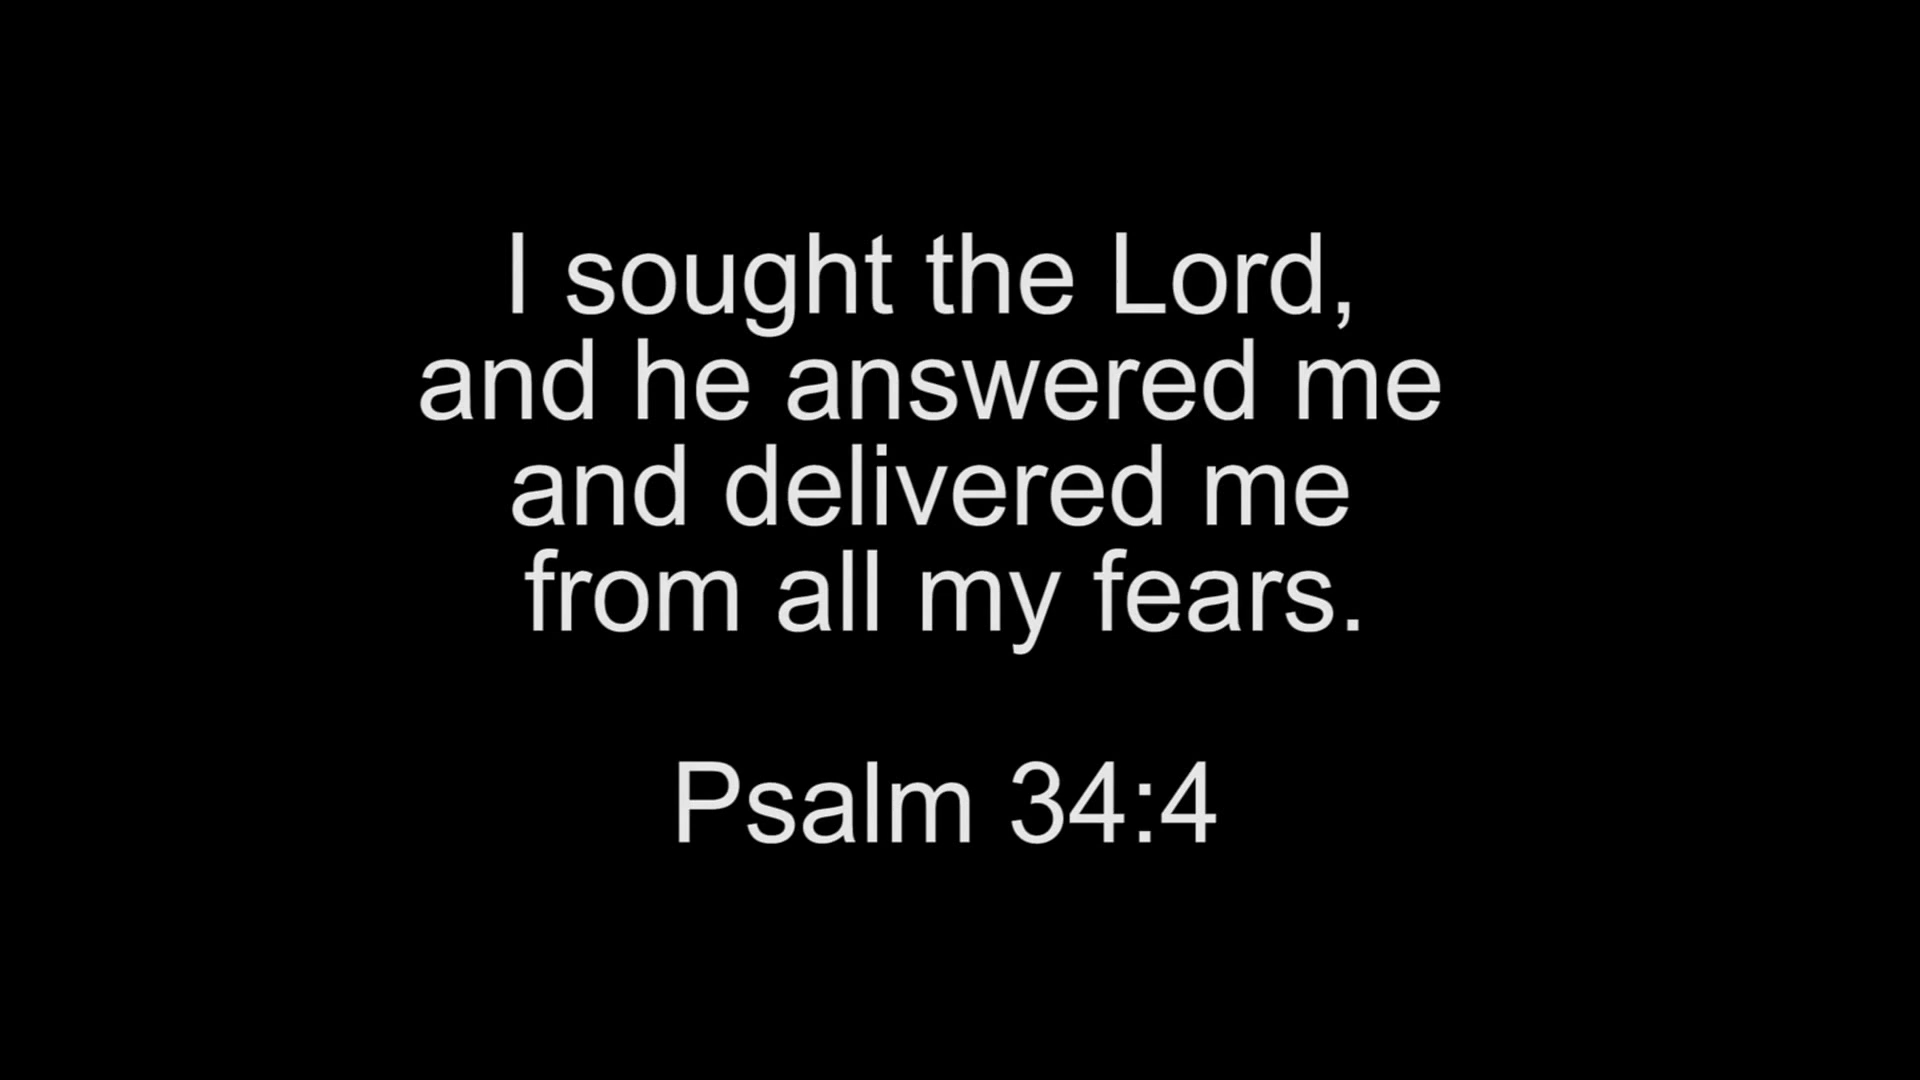 I sought the Lord,
and he answered me
and delivered me
from all my fears.
Psalm 34:4